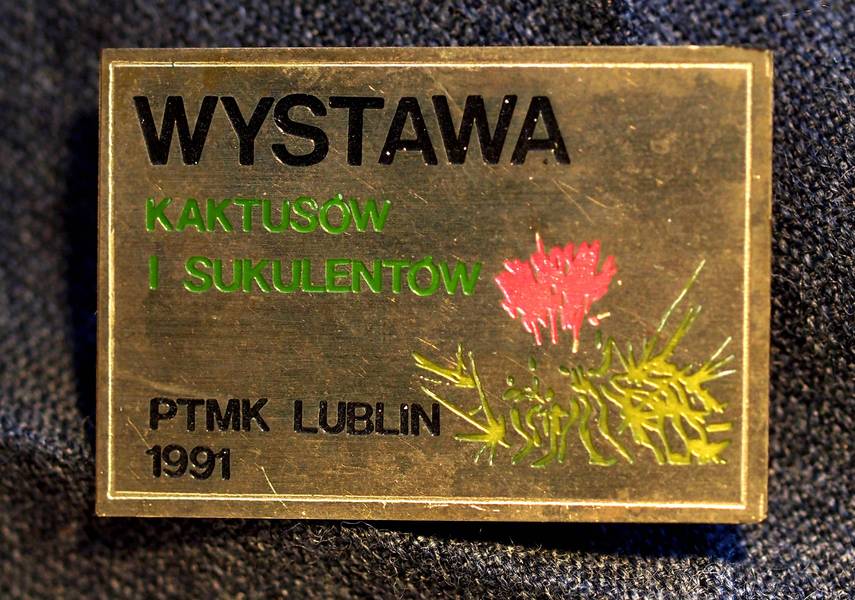 WYSTAWA
KAKTUSÓW
I SUKULENTÓW
PTMK LUBLIN
1991